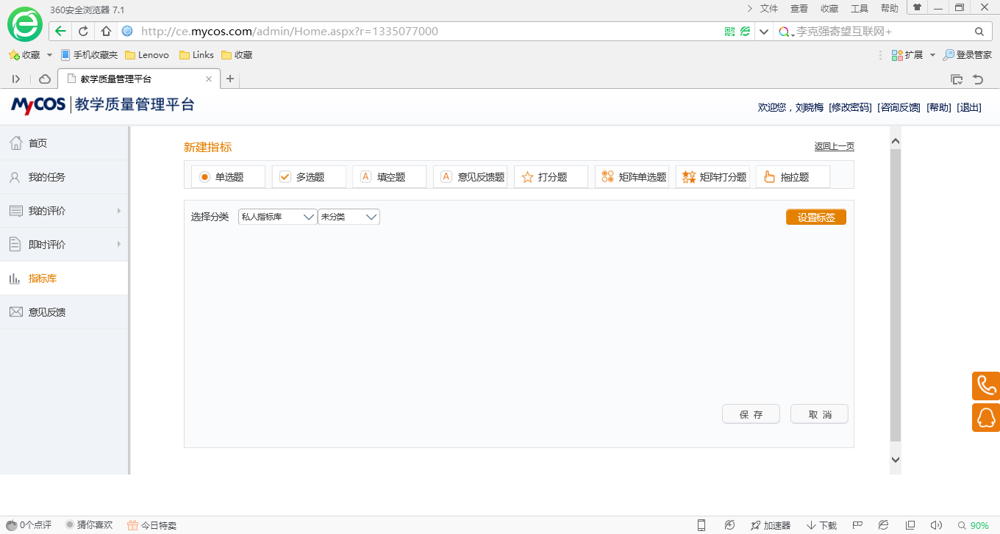 360安全浏览器 7.1
文件 查看 收藏 工具 帮助
http://ce.mycos.com/admin/Home.aspx?r=1335077000
李克强寄望互联网+
收藏 手机收藏夹 Lenovo Links 收藏
扩展 登录管家
教学质量管理平台
MyCOS 教学质量管理平台
欢迎您，刘晓梅 [修改密码] [咨询反馈] [帮助] [退出]
首页
我的任务
我的评价
即时评价
指标库
意见反馈
新建指标
返回上一页
单选题 多选题 A 填空题 A 意见反馈题 打分题 矩阵单选题 矩阵打分题 拖拉题
选择分类 私人指标库 未分类
设置标签
保 存 取 消
0个点评 猜你喜欢 今日特卖
加速器 下载 90%